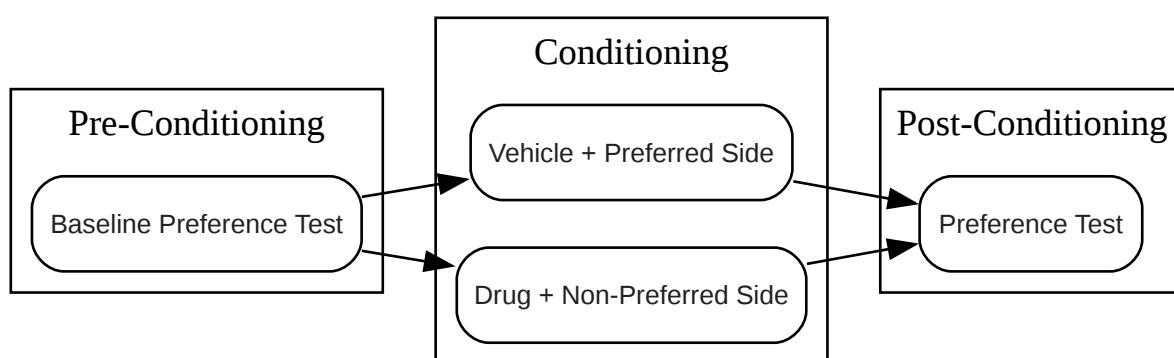 Pre-Conditioning
Baseline Preference Test
Conditioning
Vehicle + Preferred Side
Drug + Non-Preferred Side
Post-Conditioning
Preference Test